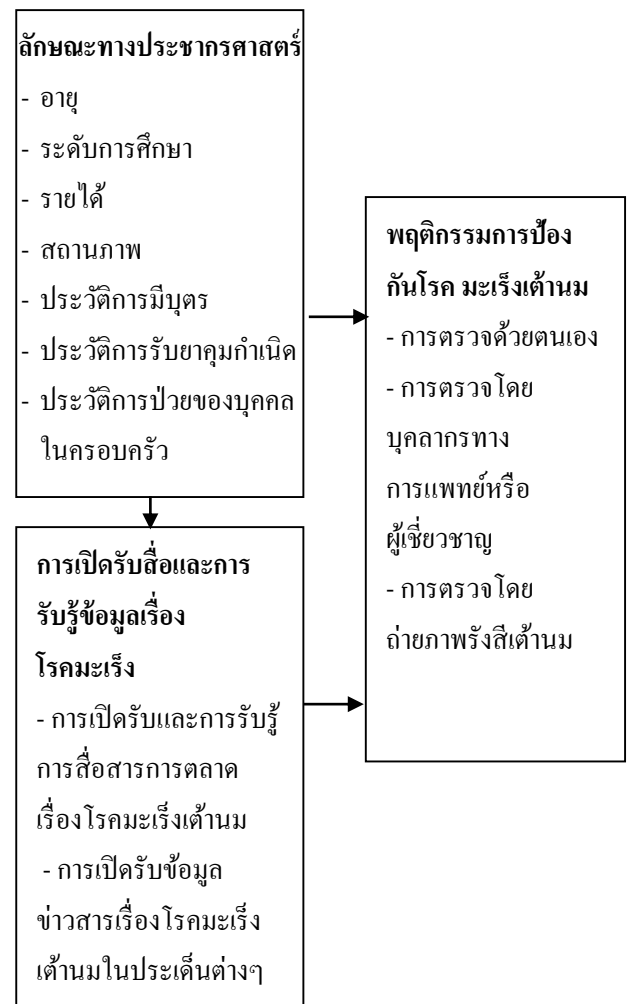 ลักษณะทางประชากรศาสตร์
- อายุ
- ระดับการศึกษา
- รายได้
- สถานภาพ
- ประวัติการมีบุตร
- ประวัติการรับยาคุมกำเนิด
- ประวัติการป่วยของบุคคล
ในครอบครัว
พฤติกรรมการป้อง
กันโรค มะเร็งเต้านม
- การตรวจด้วยตนเอง
- การตรวจโดย
บุคลากรทาง
การแพทย์หรือ
ผู้เชี่ยวชาญ
- การตรวจโดย
ถ่ายภาพรังสีเต้านม
การเปิดรับสื่อและการ
รับรู้ข้อมูลเรื่อง
โรคมะเร็ง
- การเปิดรับและการรับรู้
การสื่อสารการตลาด
เรื่องโรคมะเร็งเต้านม
- การเปิดรับข้อมูล
ข่าวสารเรื่องโรคมะเร็ง
เต้านมในประเด็นต่างๆ